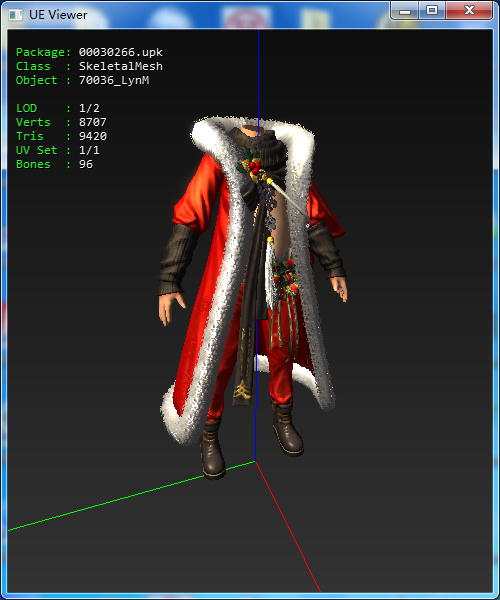 UE Viewer
Package: 00030266.upk
Class : SkeletalMesh
Object : 70036_LynM
LOD : 1/2
Verts : 8707
Tris : 9420
UV Set : 1/1
Bones : 96